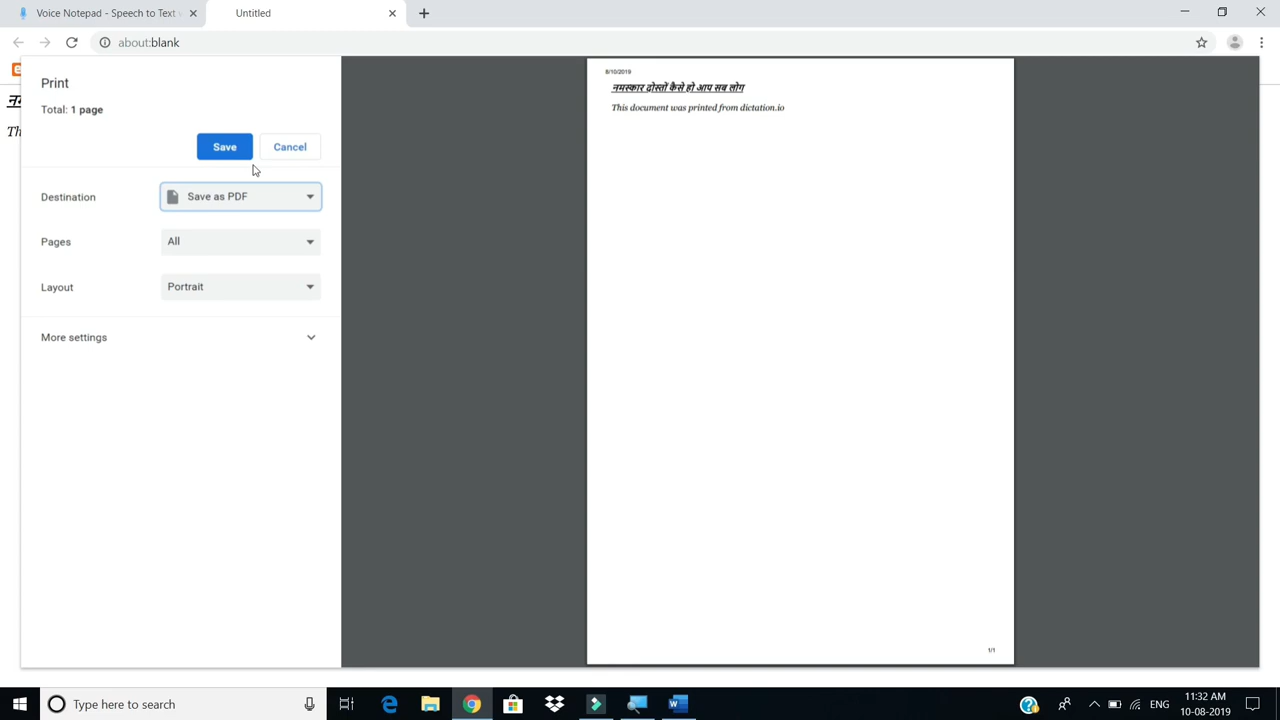 Voice Notepad - Speech to Text
Untitled
about:blank
Print
Total: 1 page
Save
Cancel
Destination
Save as PDF
Pages
All
Layout
Portrait
More settings
8/10/2019
नमस्कार दोस्तों कैसे हो आप सब लोग
This document was printed from dictation.io
1/1
Th
Type here to search
ENG
11:32 AM
10-08-2019